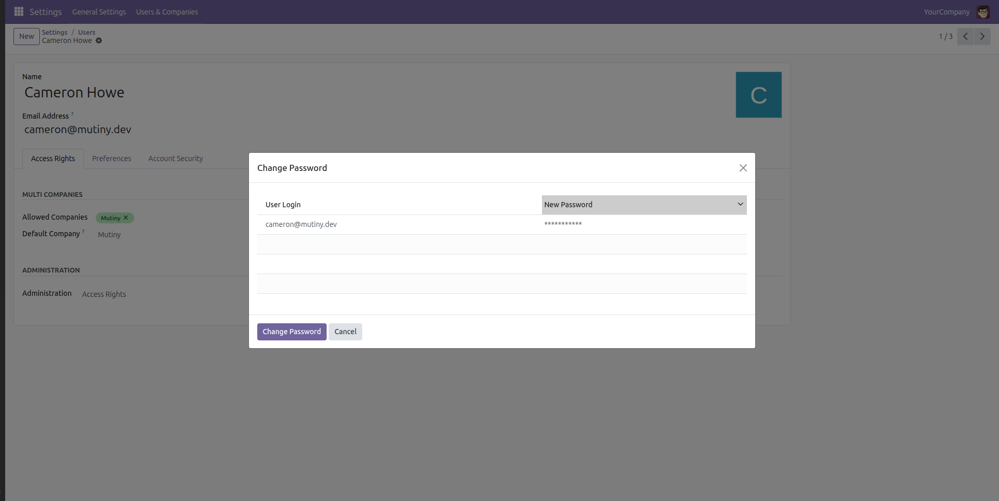 Settings General Settings Users & Companies YourCompany
New Settings / Users
Cameron Howe
1 / 3
Name
Cameron Howe
C
Email Address ?
cameron@mutiny.dev
Access Rights Preferences Account Security
MULTI COMPANIES
Allowed Companies Mutiny ×
Default Company ? Mutiny
ADMINISTRATION
Administration Access Rights
Change Password
User Login New Password
cameron@mutiny.dev ***********
Change Password Cancel